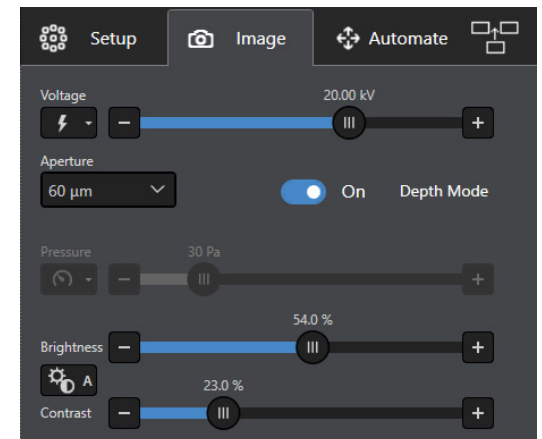 Setup Image Automate
Voltage 20.00 kV
Aperture
60 μm On Depth Mode
Pressure 30 Pa
54.0 %
Brightness
A
23.0 %
Contrast